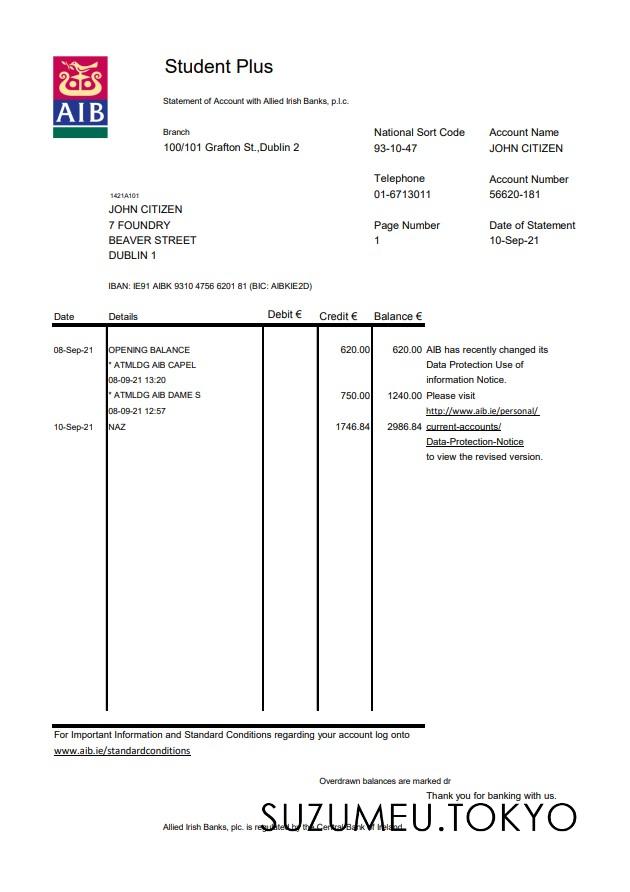 AIB
Student Plus
Statement of Account with Allied Irish Banks, p.l.c.
Branch
100/101 Grafton St.,Dublin 2
National Sort Code
93-10-47
Account Name
JOHN CITIZEN
Telephone
01-6713011
Account Number
56620-181
1421A101
JOHN CITIZEN
7 FOUNDRY
BEAVER STREET
DUBLIN 1
Page Number
1
Date of Statement
10-Sep-21
IBAN: IE91 AIBK 9310 4756 6201 81 (BIC: AIBKIE2D)
Date Details Debit € Credit € Balance €
08-Sep-21 OPENING BALANCE 620.00 620.00
* ATMLDG AIB CAPEL
08-09-21 13:20
* ATMLDG AIB DAME S 750.00 1240.00
08-09-21 12:57
10-Sep-21 NAZ 1746.84 2986.84
AIB has recently changed its
Data Protection Use of
information Notice.
Please visit
http://www.aib.ie/personal/
current-accounts/
Data-Protection-Notice
to view the revised version.
For Important Information and Standard Conditions regarding your account log onto
www.aib.ie/standardconditions
Overdrawn balances are marked dr
Thank you for banking with us.
Allied Irish Banks, plc. is regulated by the Central Bank of Ireland
SUZUMEU.TOKYO